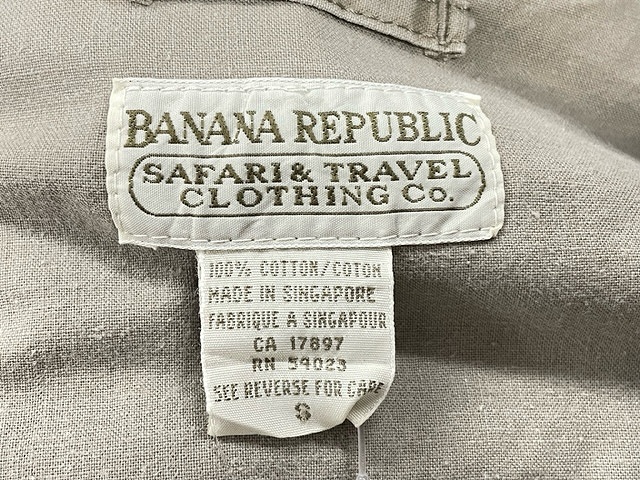 BANANA REPUBLIC
SAFARI & TRAVEL
CLOTHING Co.
100% COTTON/COTON
MADE IN SINGAPORE
FABRIQUE A SINGAPOUR
CA 17897
RN 54023
SEE REVERSE FOR CARE
S